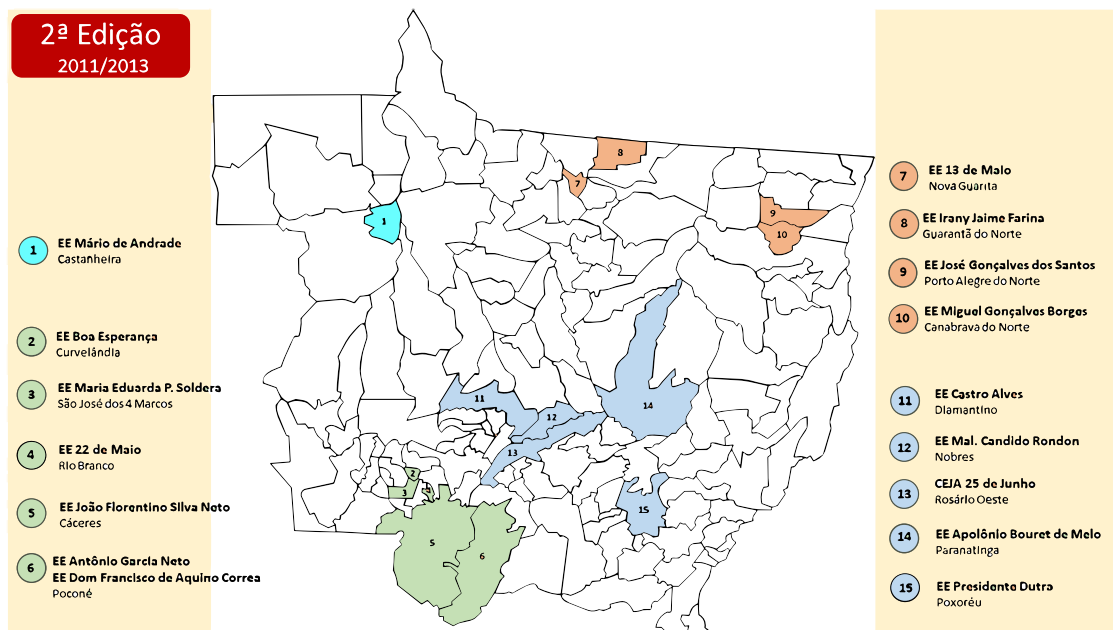 2ª Edição
2011/2013
1
EE Mário de Andrade
Castanheira
2
EE Boa Esperança
Curvelândia
3
EE Maria Eduarda P. Soldera
São José dos 4 Marcos
4
EE 22 de Maio
Rio Branco
5
EE João Florentino Silva Neto
Cáceres
6
EE Antônio Garcia Neto
EE Dom Francisco de Aquino Correa
Poconé
8
7
1
9
10
11
12
14
13
2
3
4
15
5
6
7
EE 13 de Maio
Nova Guarita
8
EE Irany Jaime Farina
Guarantã do Norte
9
EE José Gonçalves dos Santos
Porto Alegre do Norte
10
EE Miguel Gonçalves Borges
Canabrava do Norte
11
EE Castro Alves
Diamantino
12
EE Mal. Candido Rondon
Nobres
13
CEJA 25 de Junho
Rosário Oeste
14
EE Apolônio Bouret de Melo
Paranatinga
15
EE Presidente Dutra
Poxoréu